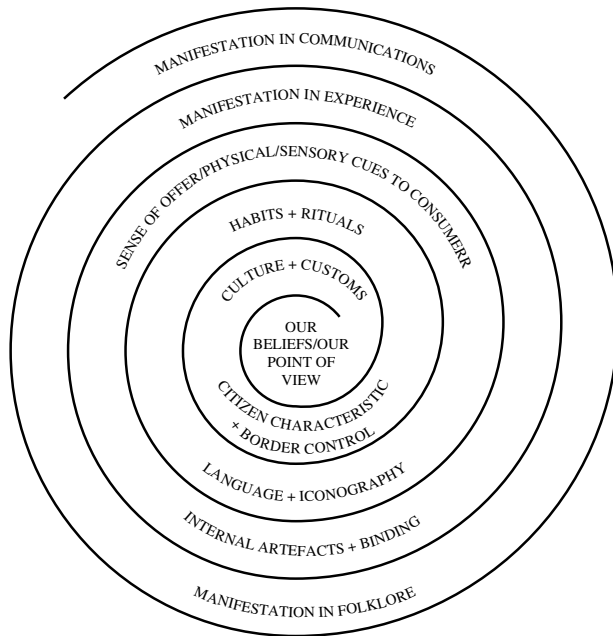 MANIFESTATION IN COMMUNICATIONS
MANIFESTATION IN EXPERIENCE
SENSE OF OFFER/PHYSICAL/SENSORY CUES TO CONSUMERR
HABITS + RITUALS
CULTURE + CUSTOMS
OUR
BELIEFS/OUR
POINT OF
VIEW
CITIZEN CHARACTERISTIC
+ BORDER CONTROL
LANGUAGE + ICONOGRAPHY
INTERNAL ARTEFACTS + BINDING
MANIFESTATION IN FOLKLORE